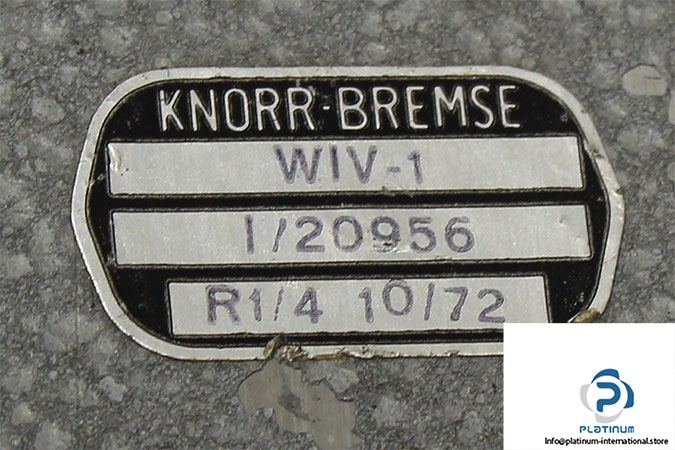 KNORR-BREMSE
WIV-1
I/20956
R1/4 10/72
PLATINUM
Info@platinum-international.store